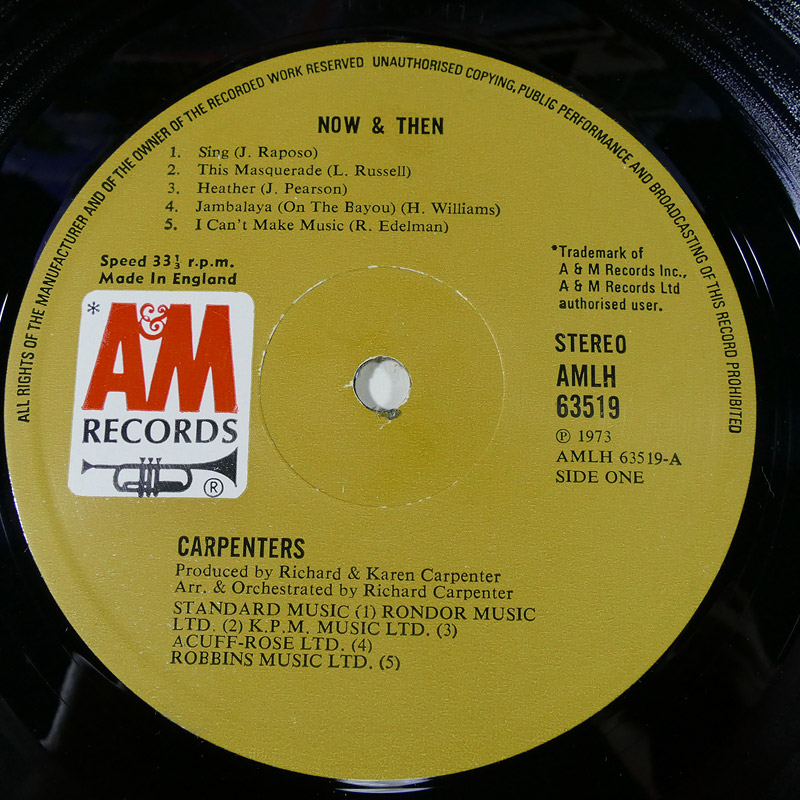 ALL RIGHTS OF THE MANUFACTURER AND OF THE OWNER OF THE RECORDED WORK RESERVED UNAUTHORISED COPYING, PUBLIC PERFORMANCE AND BROADCASTING OF THIS RECORD PROHIBITED
NOW & THEN
1. Sing (J. Raposo)
2. This Masquerade (L. Russell)
3. Heather (J. Pearson)
4. Jambalaya (On The Bayou) (H. Williams)
5. I Can't Make Music (R. Edelman)
Speed 33⅓ r.p.m.
Made In England
* A&M
RECORDS
®
*Trademark of
A & M Records Inc.,
A & M Records Ltd
authorised user.
STEREO
AMLH
63519
℗ 1973
AMLH 63519-A
SIDE ONE
CARPENTERS
Produced by Richard & Karen Carpenter
Arr. & Orchestrated by Richard Carpenter
STANDARD MUSIC (1) RONDOR MUSIC
LTD. (2) K.P.M. MUSIC LTD. (3)
ACUFF-ROSE LTD. (4)
ROBBINS MUSIC LTD. (5)